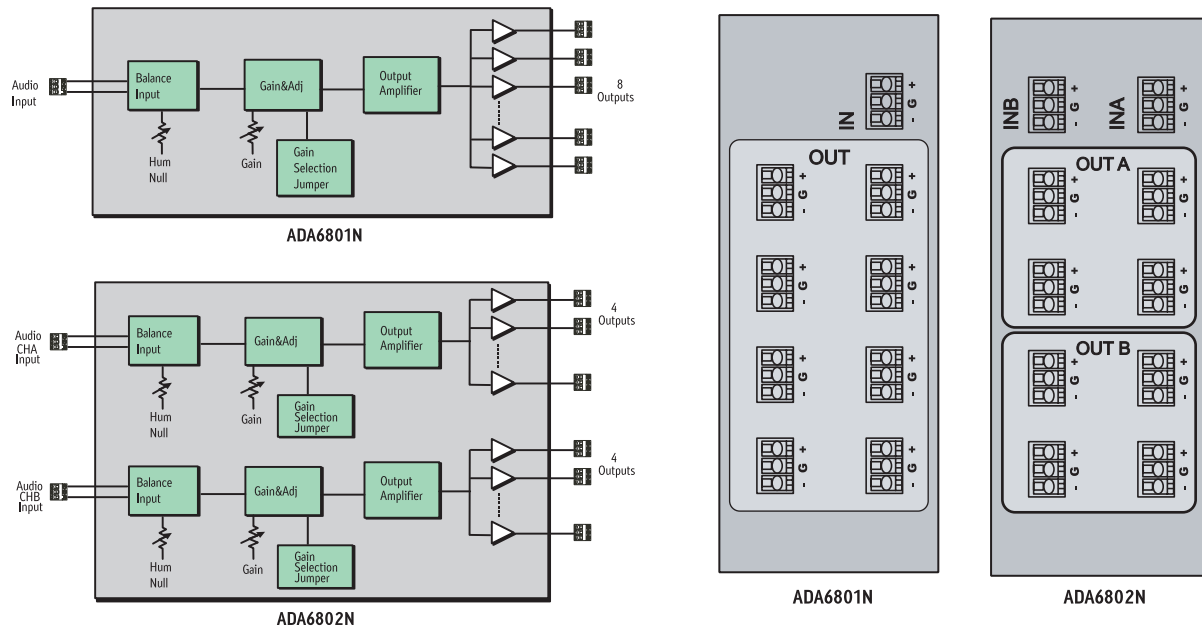 Audio
Input
Balance
Input
Hum
Null
Gain&Adj
Gain
Gain
Selection
Jumper
Output
Amplifier
8
Outputs
ADA6801N
Audio
CHA
Input
Balance
Input
Hum
Null
Gain&Adj
Gain
Gain
Selection
Jumper
Output
Amplifier
4
Outputs
Audio
CHB
Input
Balance
Input
Hum
Null
Gain&Adj
Gain
Gain
Selection
Jumper
Output
Amplifier
4
Outputs
ADA6802N
IN
+
G
-
OUT
+
G
-
+
G
-
+
G
-
+
G
-
+
G
-
+
G
-
+
G
-
+
G
-
ADA6801N
INB
+
G
-
INA
+
G
-
OUT A
+
G
-
+
G
-
+
G
-
+
G
-
OUT B
+
G
-
+
G
-
+
G
-
+
G
-
ADA6802N